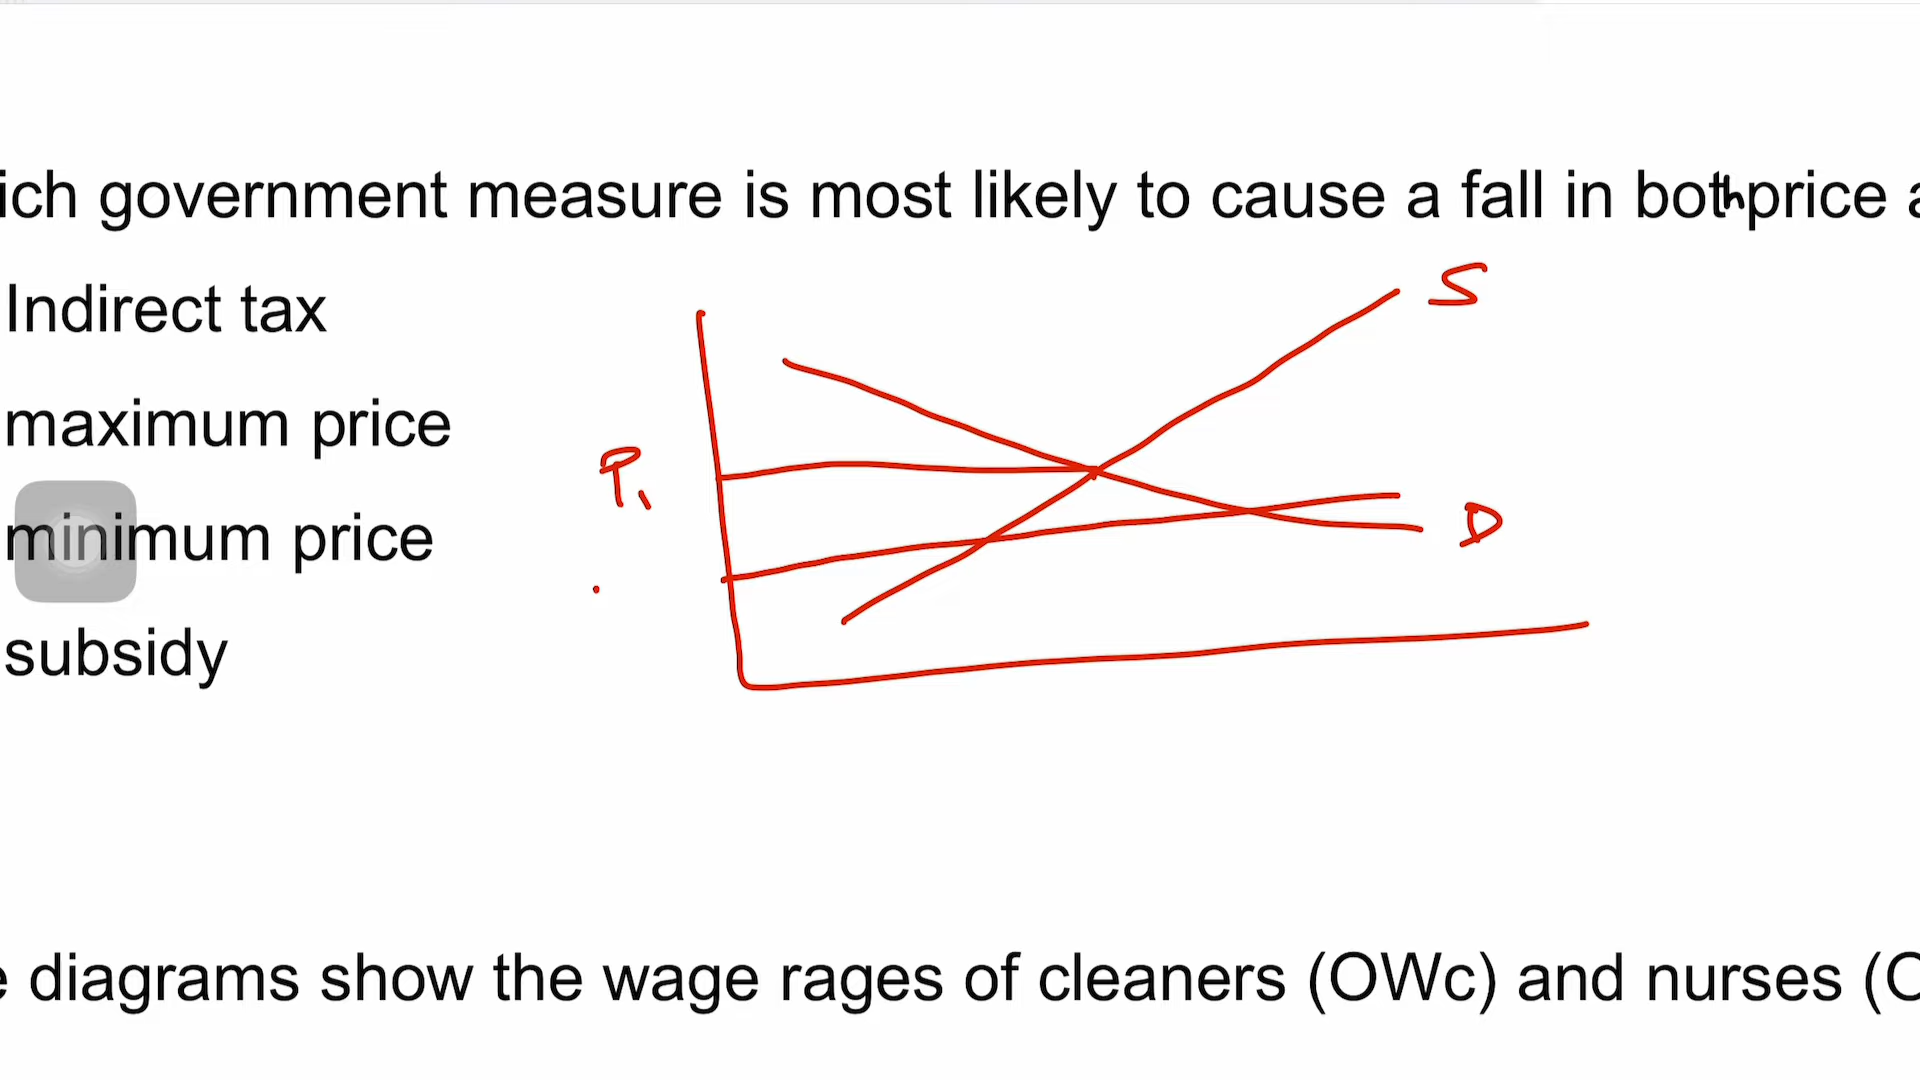 ich government measure is most likely to cause a fall in both price a
Indirect tax
S
maximum price
P1
minimum price
D
subsidy
e diagrams show the wage rages of cleaners (OWc) and nurses (O